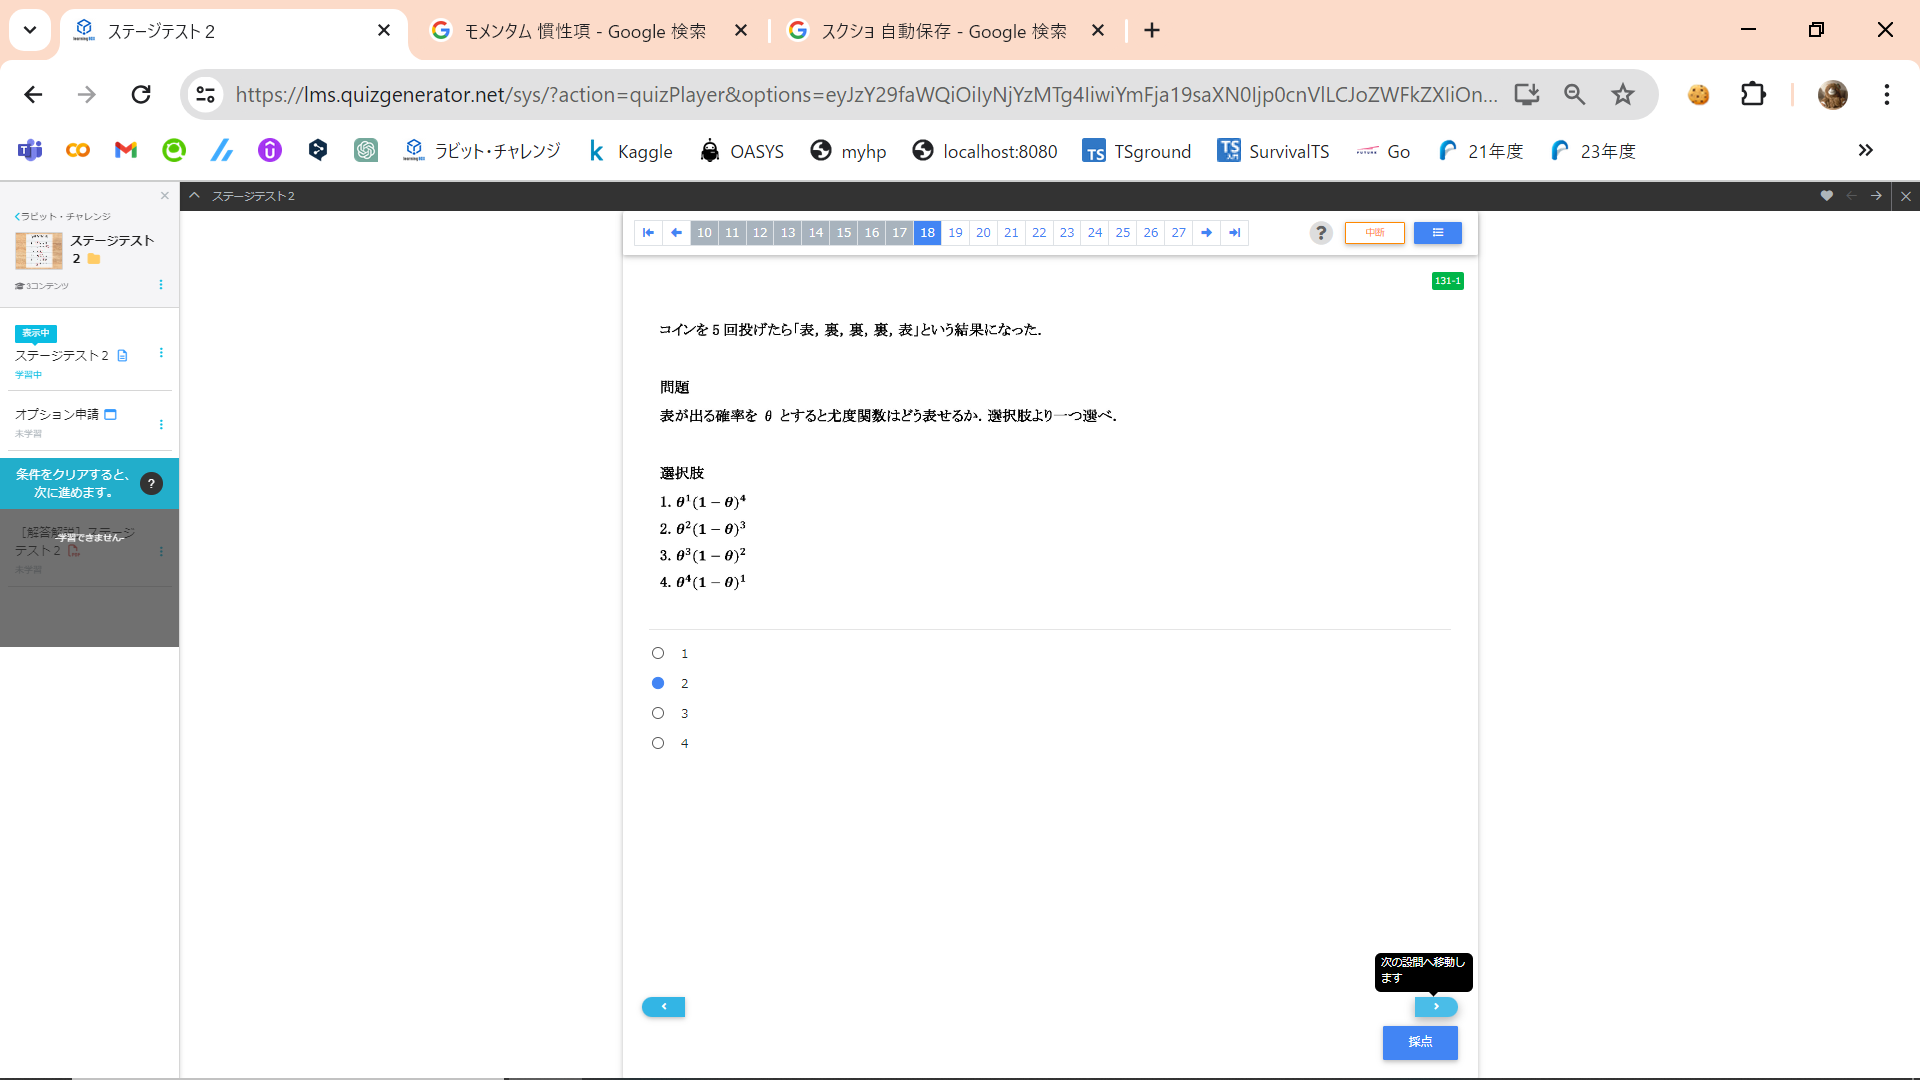 ステージテスト２
モメンタム 慣性項 - Google 検索
スクショ 自動保存 - Google 検索
https://lms.quizgenerator.net/sys/?action=quizPlayer&options=eyJzY29faWQiOiIyNjYzMTg4IiwiYmFja19saXN0Ijp0cnVlLCJoZWFkZXIiOn...
ラビット・チャレンジ
Kaggle
OASYS
myhp
localhost:8080
TSground
SurvivalTS
Go
21年度
23年度
ステージテスト２
ラビット・チャレンジ
ステージテスト
２
3コンテンツ
表示中
ステージテスト２
学習中
オプション申請
未学習
条件をクリアすると、
次に進めます。
?
［解答解説］ステージ
テスト２
-学習できません-
未学習
10 11 12 13 14 15 16 17 18 19 20 21 22 23 24 25 26 27
?
中断
131-1
コインを 5 回投げたら「表, 裏, 裏, 裏, 表」という結果になった.
問題
表が出る確率を θ とすると尤度関数はどう表せるか. 選択肢より一つ選べ.
選択肢
1. θ¹(1 − θ)⁴
2. θ²(1 − θ)³
3. θ³(1 − θ)²
4. θ⁴(1 − θ)¹
1
2
3
4
次の設問へ移動し
ます
採点